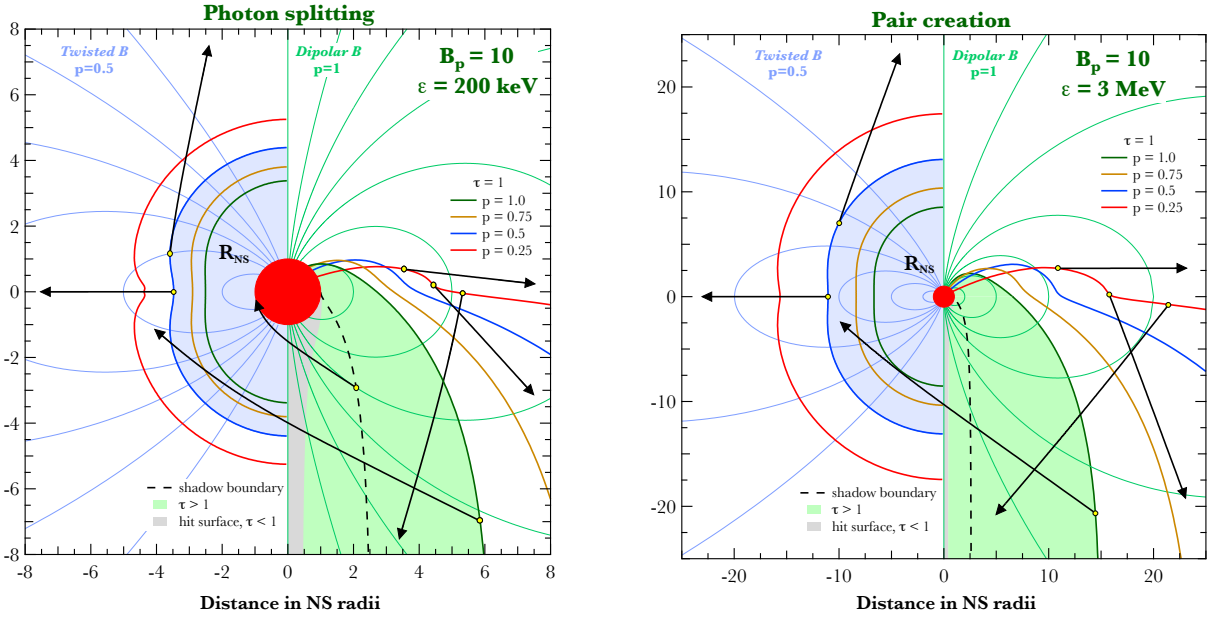 Photon splitting
Twisted B
p=0.5
Dipolar B
p=1
B_p = 10
ε = 200 keV
τ = 1
p = 1.0
p = 0.75
p = 0.5
p = 0.25
R_NS
shadow boundary
τ > 1
hit surface, τ < 1
8
6
4
2
0
-2
-4
-6
-8
-8
-6
-4
-2
0
2
4
6
8
Distance in NS radii
Pair creation
Twisted B
p=0.5
Dipolar B
p=1
B_p = 10
ε = 3 MeV
τ = 1
p = 1.0
p = 0.75
p = 0.5
p = 0.25
R_NS
shadow boundary
τ > 1
hit surface, τ < 1
20
10
0
-10
-20
-20
-10
0
10
20
Distance in NS radii